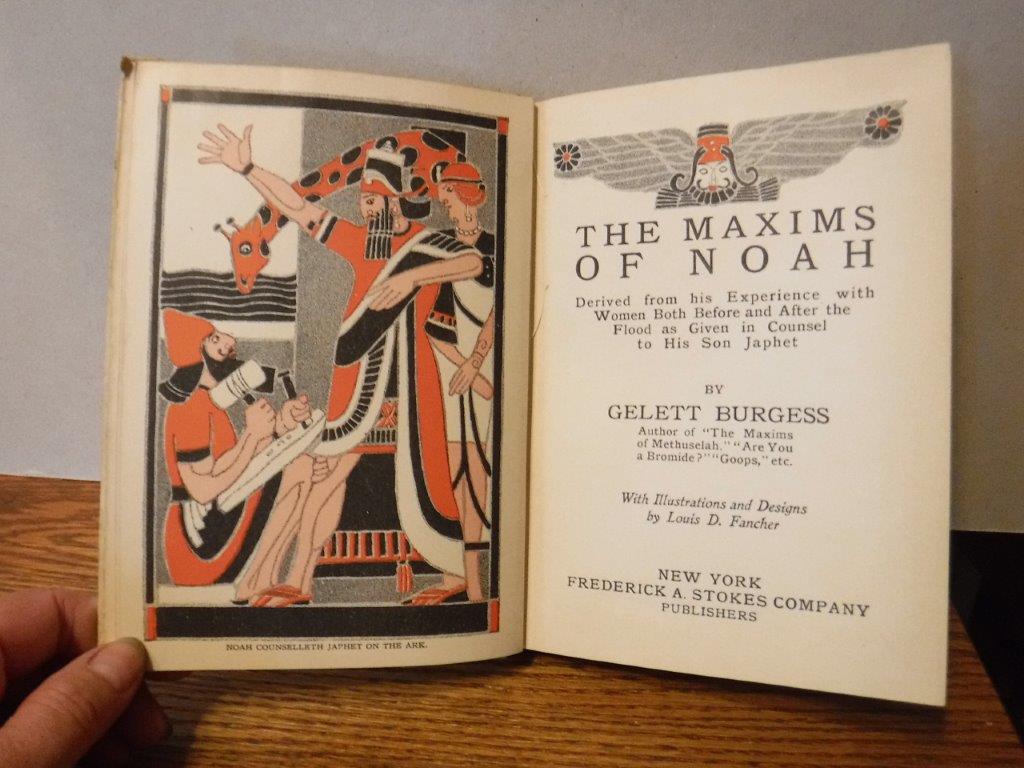 NOAH COUNSELLETH JAPHET ON THE ARK.
THE MAXIMS
OF NOAH
Derived from his Experience with
Women Both Before and After the
Flood as Given in Counsel
to His Son Japhet
BY
GELETT BURGESS
Author of "The Maxims
of Methuselah," "Are You
a Bromide?" "Goops," etc.
With Illustrations and Designs
by Louis D. Fancher
NEW YORK
FREDERICK A. STOKES COMPANY
PUBLISHERS